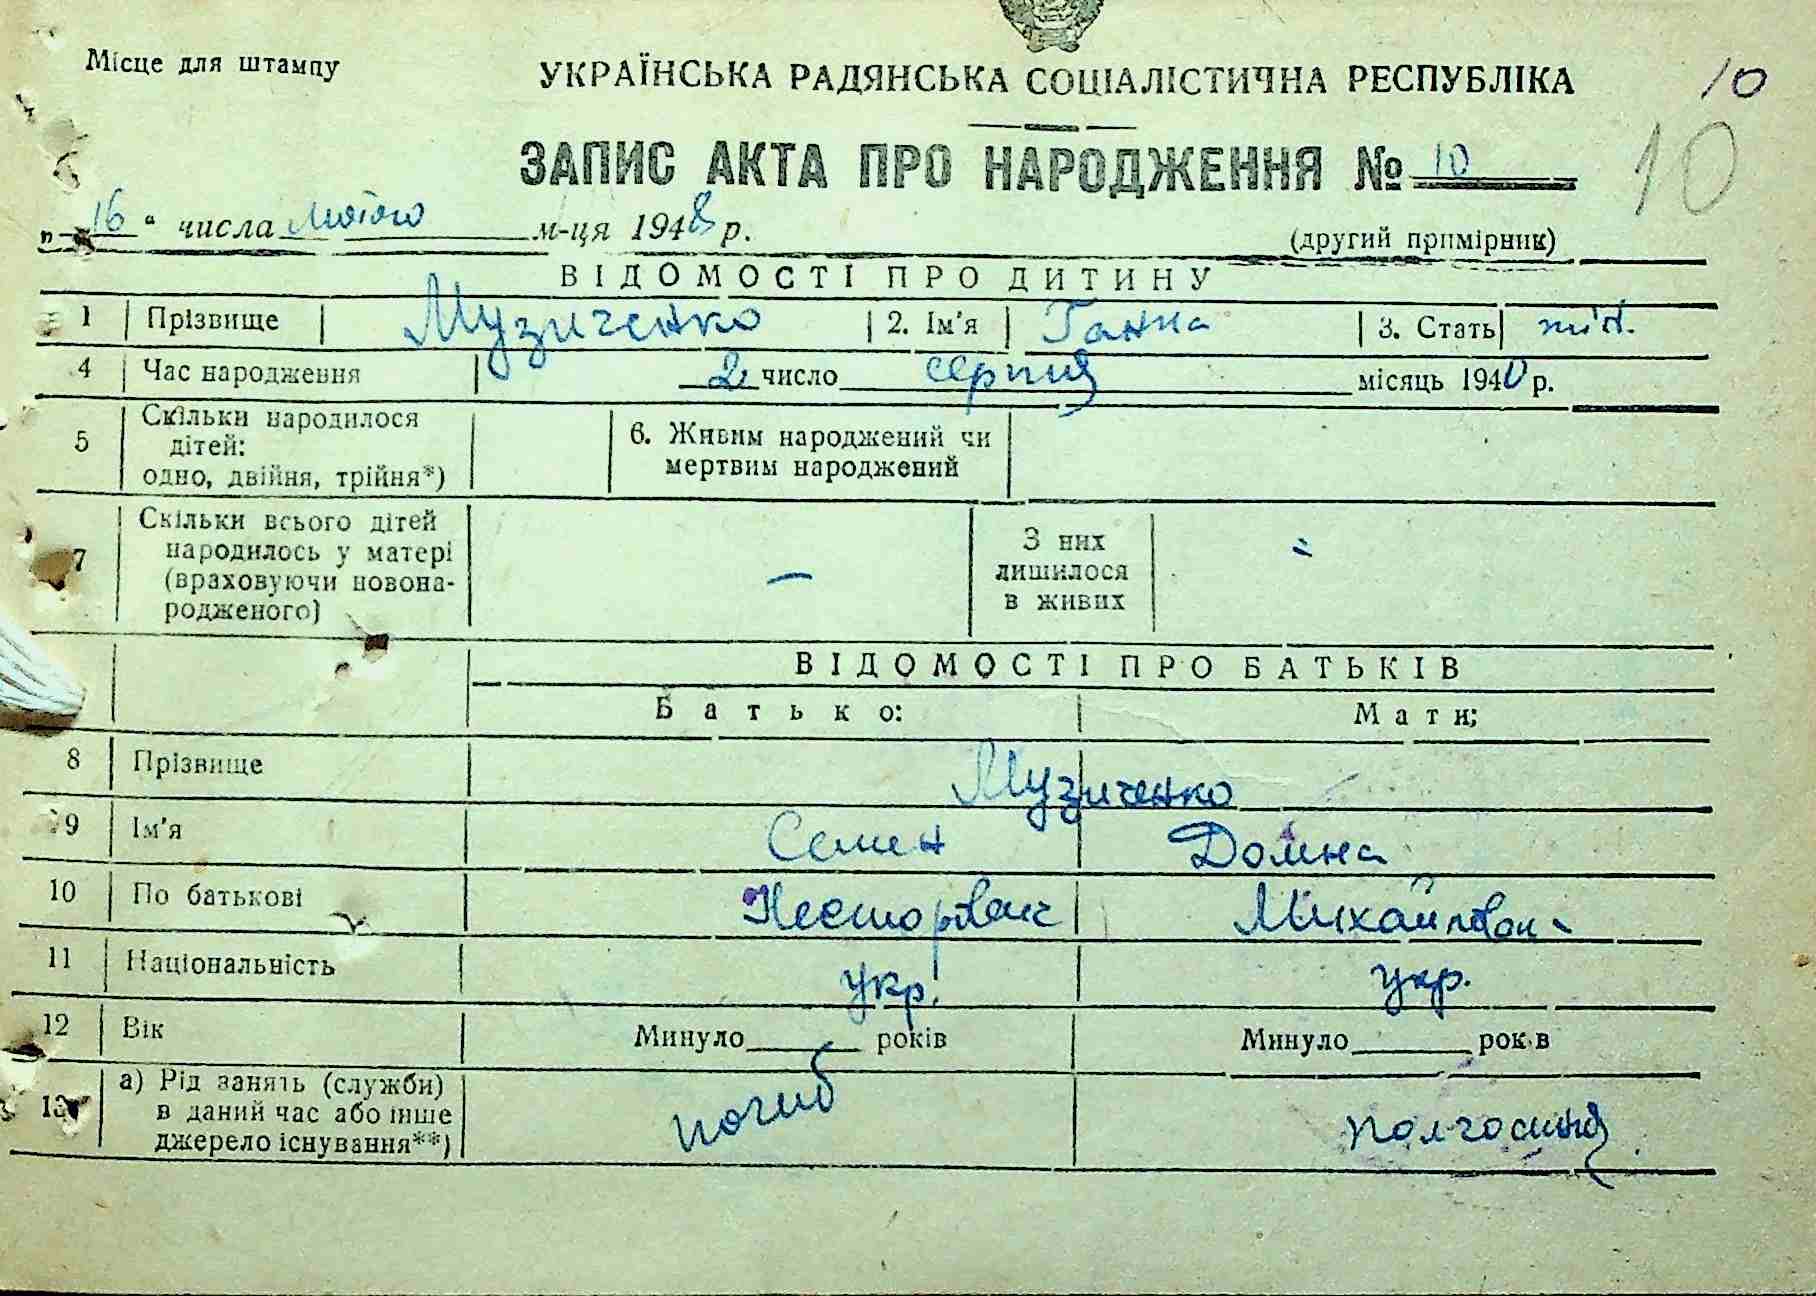 Місце для штампу
УКРАЇНСЬКА РАДЯНСЬКА СОЦІАЛІСТИЧНА РЕСПУБЛІКА
10
ЗАПИС АКТА ПРО НАРОДЖЕННЯ № 10
10
„ 16 “ числа лютого м-ця 1948 р.
(другий примірник)
ВІДОМОСТІ ПРО ДИТИНУ
1 Прізвище Музиченко 2. Ім'я Ганна 3. Стать
4 Час народження 2 число серпня місяць 1940 р.
5 Скільки народилося дітей: одно, двійня, трійня*) 6. Живим народжений чи мертвим народжений
7 Скільки всього дітей народилось у матері (враховуючи новонародженого) — З них лишилося в живих -
ВІДОМОСТІ ПРО БАТЬКІВ
Батько: Мати:
8 Прізвище Музиченко
9 Ім'я Семен Домна
10 По батькові Несторович Михайловна
11 Національність укр. укр.
12 Вік Минуло років Минуло років
13 а) Рід занять (служби) в даний час або інше джерело існування**) погиб